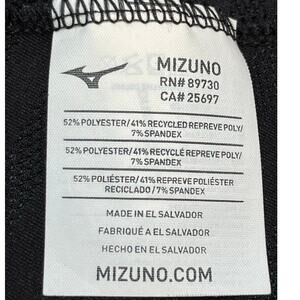 MIZUNO
RN# 89730
CA# 25697
52% POLYESTER/41% RECYCLED REPREVE POLY/
7% SPANDEX
52% POLYESTER/41% RECYCLÉ REPREVE POLY/
7% SPANDEX
52% POLIÉSTER/41% REPREVE POLIÉSTER
RECICLADO/7% SPANDEX
MADE IN EL SALVADOR
FABRIQUÉ A EL SALVADOR
HECHO EN EL SALVADOR
MIZUNO.COM